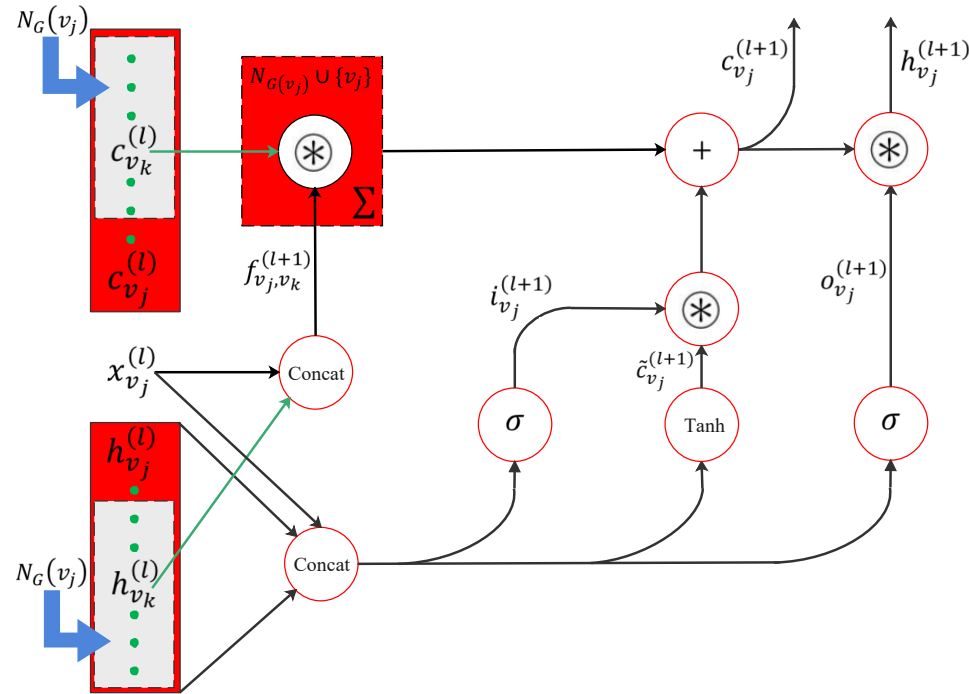 N_G(v_j)
c_{v_k}^{(l)}
c_{v_j}^{(l)}
N_{G(v_j)} ∪ {v_j}
⊛
Σ
f_{v_j,v_k}^{(l+1)}
x_{v_j}^{(l)}
Concat
h_{v_j}^{(l)}
N_G(v_j)
h_{v_k}^{(l)}
Concat
σ
i_{v_j}^{(l+1)}
+
⊛
c̃_{v_j}^{(l+1)}
Tanh
c_{v_j}^{(l+1)}
h_{v_j}^{(l+1)}
⊛
o_{v_j}^{(l+1)}
σ